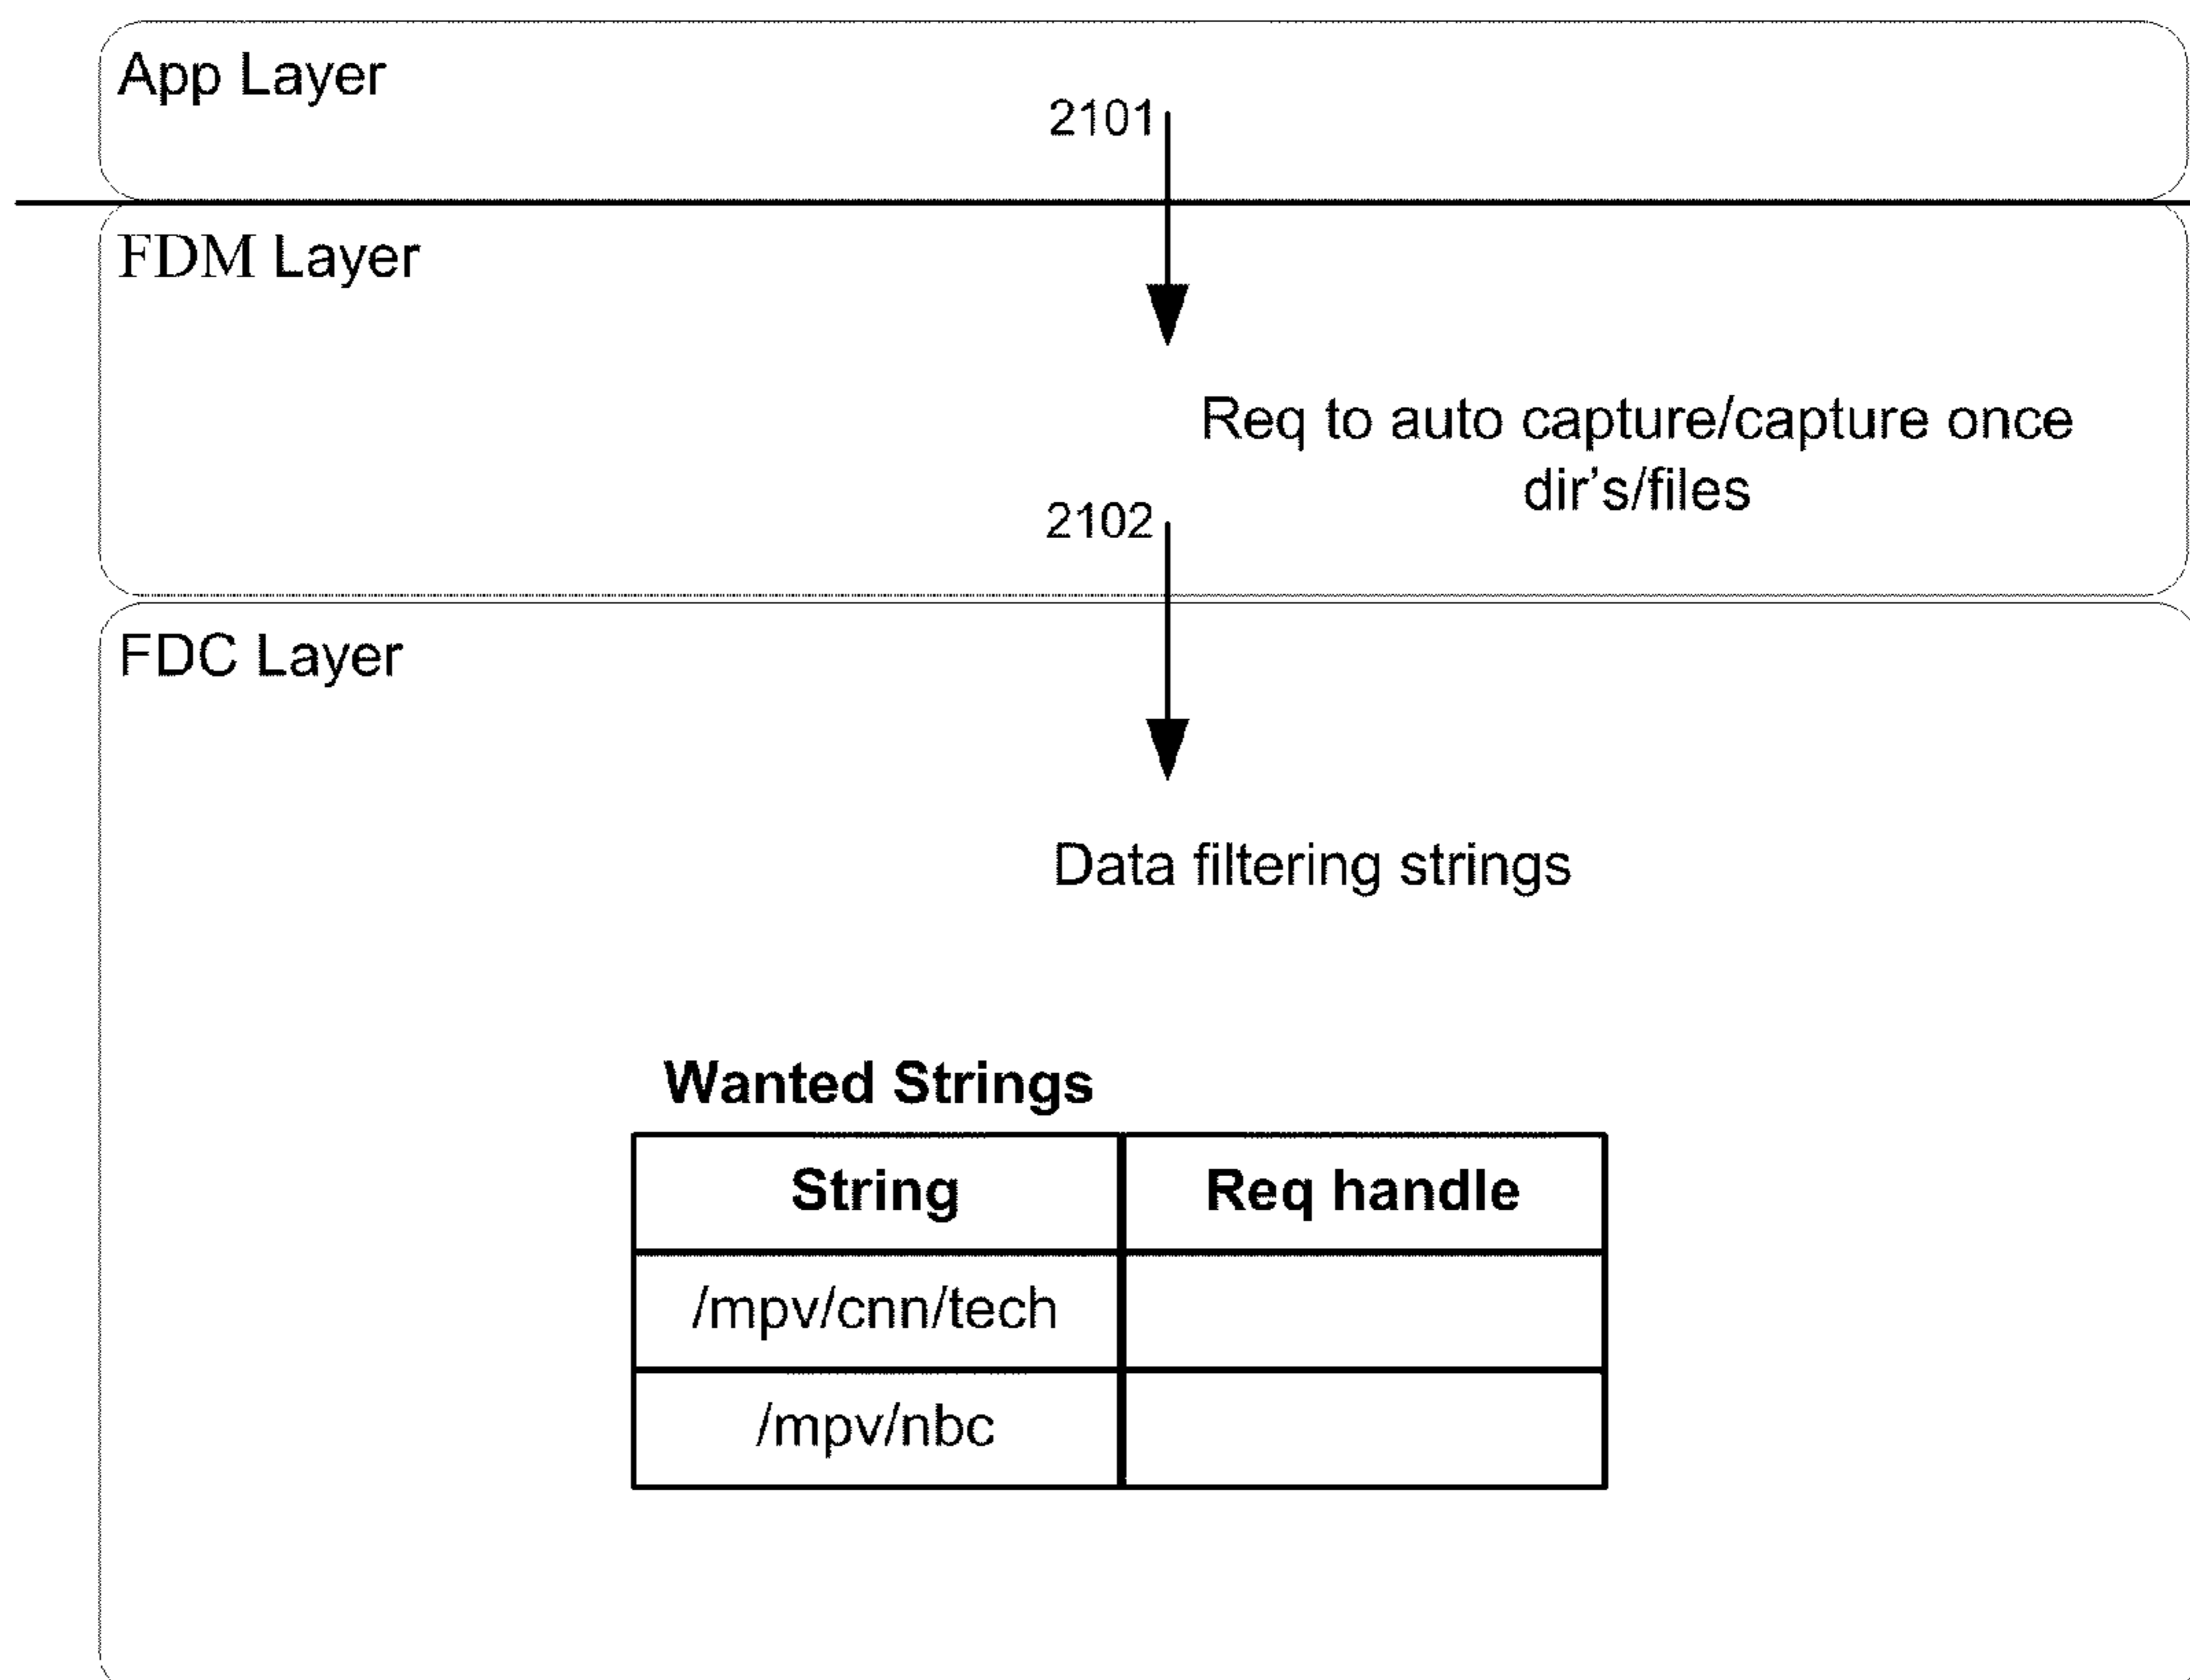 App Layer
2101
FDM Layer
Req to auto capture/capture once
dir's/files
2102
FDC Layer
Data filtering strings
Wanted Strings
String Req handle
/mpv/cnn/tech
/mpv/nbc